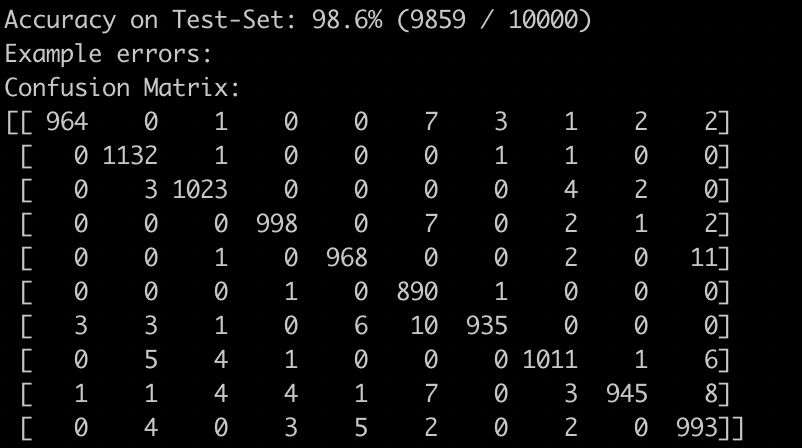 Accuracy on Test-Set: 98.6% (9859 / 10000)
Example errors:
Confusion Matrix:
[[ 964    0    1    0    0    7    3    1    2    2]
 [   0 1132    1    0    0    0    1    1    0    0]
 [   0    3 1023    0    0    0    0    4    2    0]
 [   0    0    0  998    0    7    0    2    1    2]
 [   0    0    1    0  968    0    0    2    0   11]
 [   0    0    0    1    0  890    1    0    0    0]
 [   3    3    1    0    6   10  935    0    0    0]
 [   0    5    4    1    0    0    0 1011    1    6]
 [   1    1    4    4    1    7    0    3  945    8]
 [   0    4    0    3    5    2    0    2    0  993]]